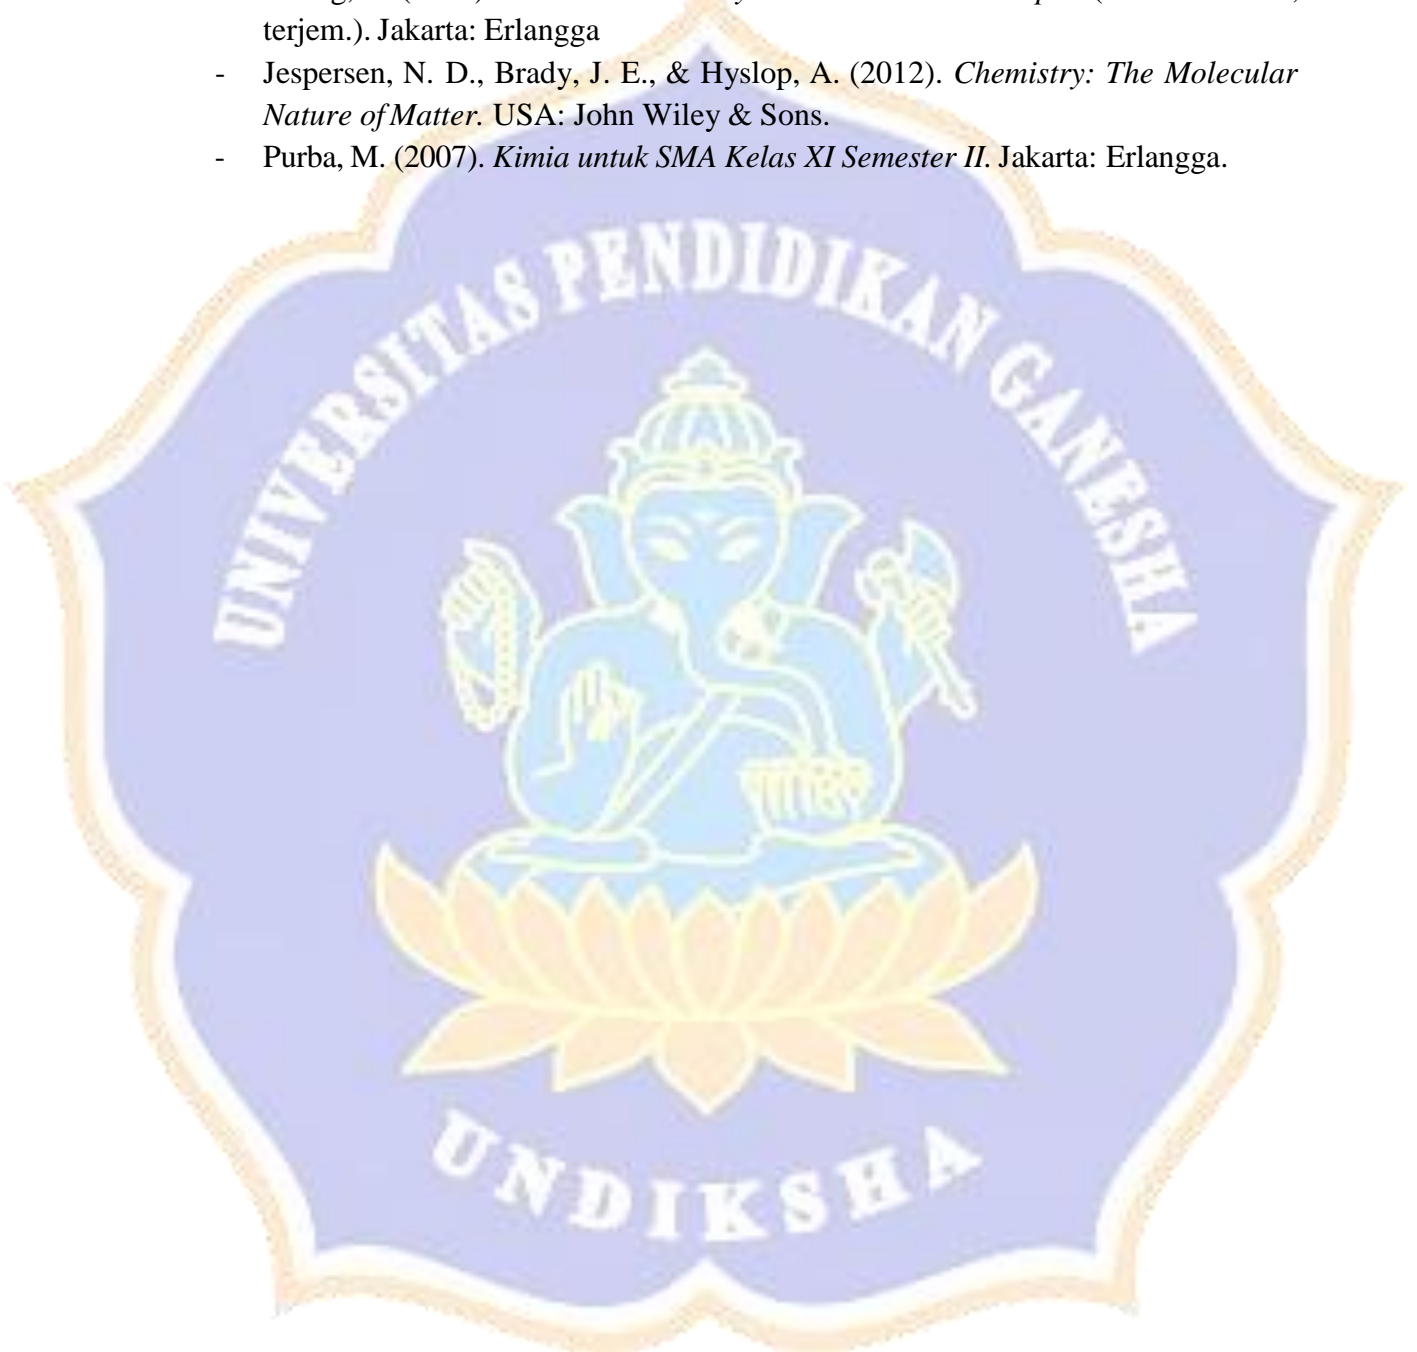 terjem.). Jakarta: Erlangga
- Jespersen, N. D., Brady, J. E., & Hyslop, A. (2012). Chemistry: The Molecular
Nature of Matter. USA: John Wiley & Sons.
- Purba, M. (2007). Kimia untuk SMA Kelas XI Semester II. Jakarta: Erlangga.
UNIVERSITAS PENDIDIKAN GANESHA
UNDIKSHA